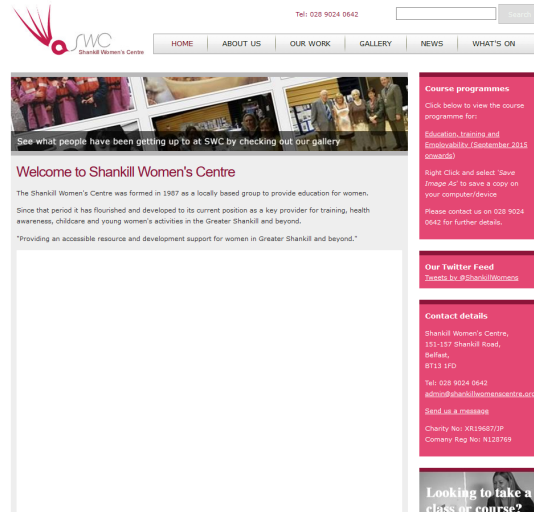 Tel: 028 9024 0642
Search
SWC
Shankill Women's Centre
HOME
ABOUT US
OUR WORK
GALLERY
NEWS
WHAT'S ON
See what people have been getting up to at SWC by checking out our gallery
Welcome to Shankill Women's Centre
The Shankill Women's Centre was formed in 1987 as a locally based group to provide education for women.
Since that period it has flourished and developed to its current position as a key provider for training, health
awareness, childcare and young women's activities in the Greater Shankill and beyond.
"Providing an accessible resource and development support for women in Greater Shankill and beyond."
Course programmes
Click below to view the course
programme for:
Education, training and
Employability (September 2015
onwards)
Right Click and select 'Save
Image As' to save a copy on
your computer/device
Please contact us on 028 9024
0642 for further details.
Our Twitter Feed
Tweets by @ShankillWomens
Contact details
Shankill Women's Centre,
151-157 Shankill Road,
Belfast,
BT13 1FD
Tel: 028 9024 0642
admin@shankillwomenscentre.org
Send us a message
Charity No: XR19687/JP
Comany Reg No: N128769
Looking to take a
class or course?